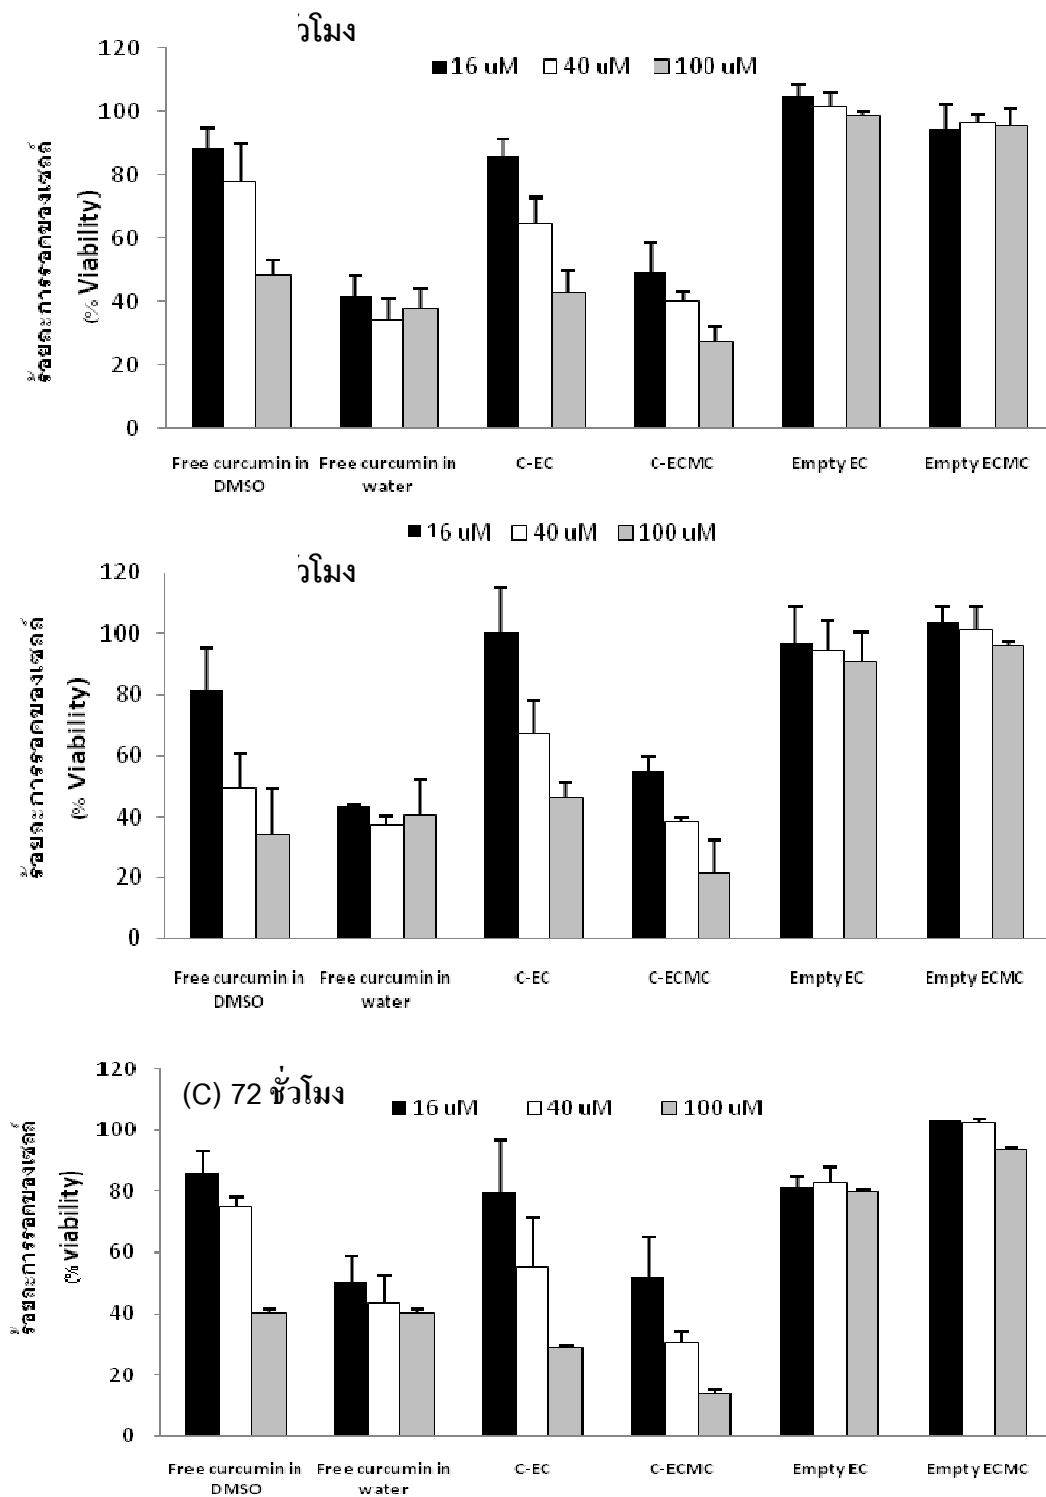 ชั่วโมง
120
16 uM 40 uM 100 uM
100
80
60
40
20
0
ร้อยละการรอดของเซลล์
(% Viability)
Free curcumin in DMSO
Free curcumin in water
C-EC
C-ECMC
Empty EC
Empty ECMC
16 uM 40 uM 100 uM
ชั่วโมง
120
100
80
60
40
20
0
ร้อยละการรอดของเซลล์
(% Viability)
Free curcumin in DMSO
Free curcumin in water
C-EC
C-ECMC
Empty EC
Empty ECMC
120
(C) 72 ชั่วโมง
16 uM 40 uM 100 uM
100
80
60
40
20
0
ร้อยละการรอดของเซลล์
(% viability)
Free curcumin in DMSO
Free curcumin in water
C-EC
C-ECMC
Empty EC
Empty ECMC